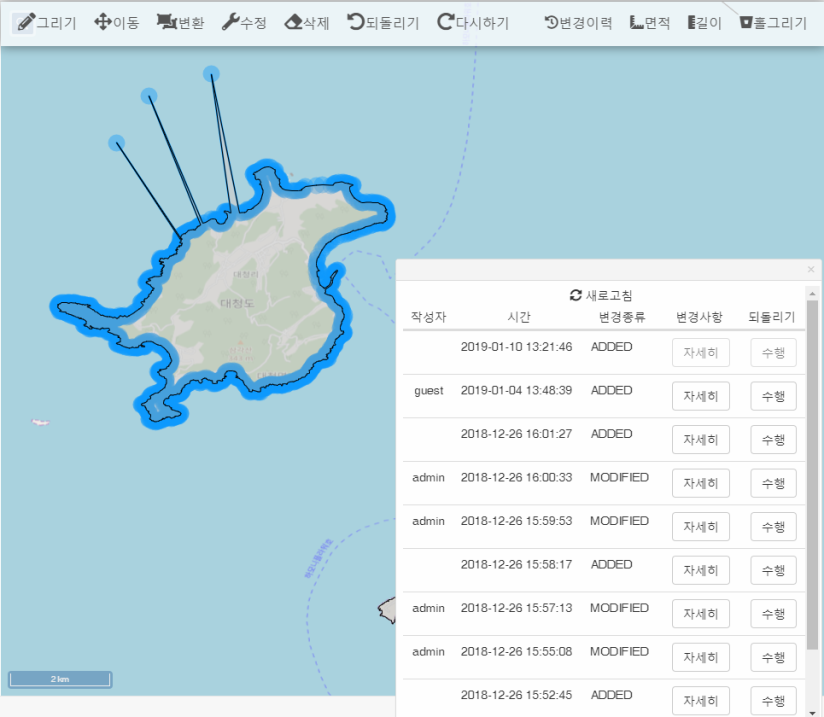 그리기 이동 변환 수정 삭제 되돌리기 다시하기 변경이력 면적 길이 홀그리기
대청리
대청도
2 km
×
새로고침
작성자 시간 변경종류 변경사항 되돌리기
2019-01-10 13:21:46 ADDED 자세히 수행
guest 2019-01-04 13:48:39 ADDED 자세히 수행
2018-12-26 16:01:27 ADDED 자세히 수행
admin 2018-12-26 16:00:33 MODIFIED 자세히 수행
admin 2018-12-26 15:59:53 MODIFIED 자세히 수행
2018-12-26 15:58:17 ADDED 자세히 수행
admin 2018-12-26 15:57:13 MODIFIED 자세히 수행
admin 2018-12-26 15:55:08 MODIFIED 자세히 수행
2018-12-26 15:52:45 ADDED 자세히 수행